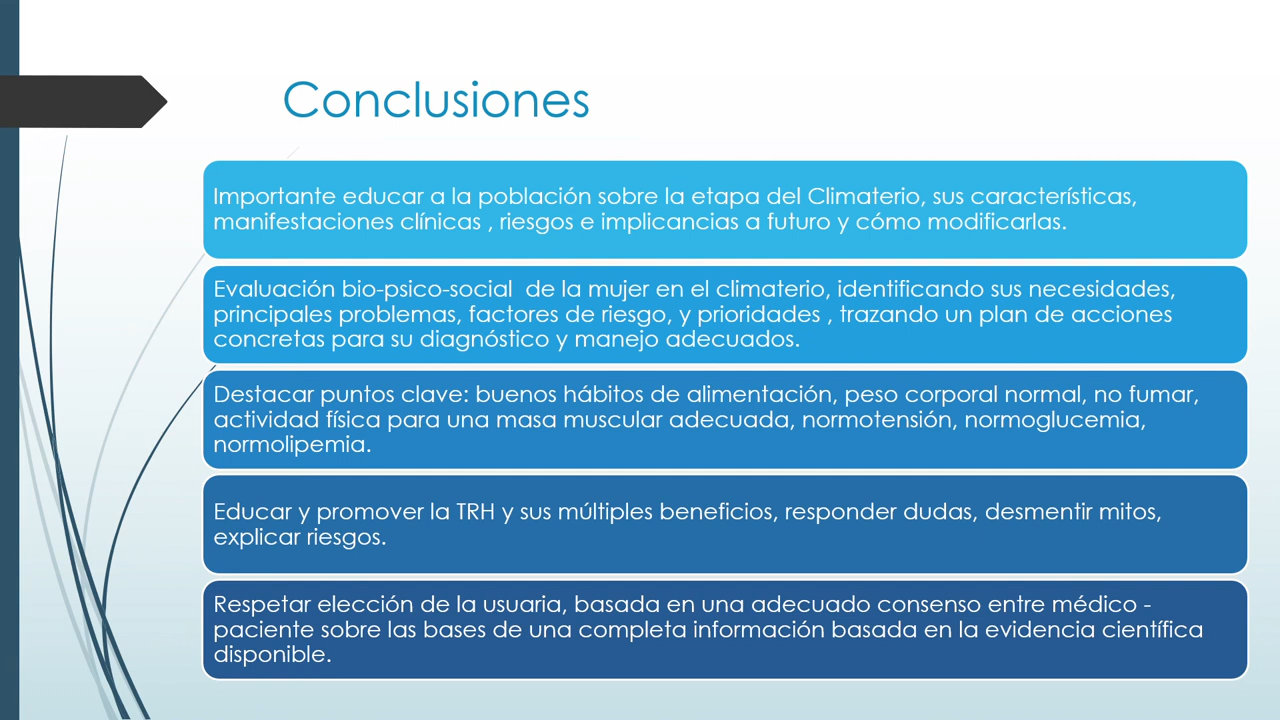 Conclusiones
Importante educar a la población sobre la etapa del Climaterio, sus características,
manifestaciones clínicas , riesgos e implicancias a futuro y cómo modificarlas.
Evaluación bio-psico-social  de la mujer en el climaterio, identificando sus necesidades,
principales problemas, factores de riesgo, y prioridades , trazando un plan de acciones
concretas para su diagnóstico y manejo adecuados.
Destacar puntos clave: buenos hábitos de alimentación, peso corporal normal, no fumar,
actividad física para una masa muscular adecuada, normotensión, normoglucemia,
normolipemia.
Educar y promover la TRH y sus múltiples beneficios, responder dudas, desmentir mitos,
explicar riesgos.
Respetar elección de la usuaria, basada en una adecuado consenso entre médico -
paciente sobre las bases de una completa información basada en la evidencia científica
disponible.